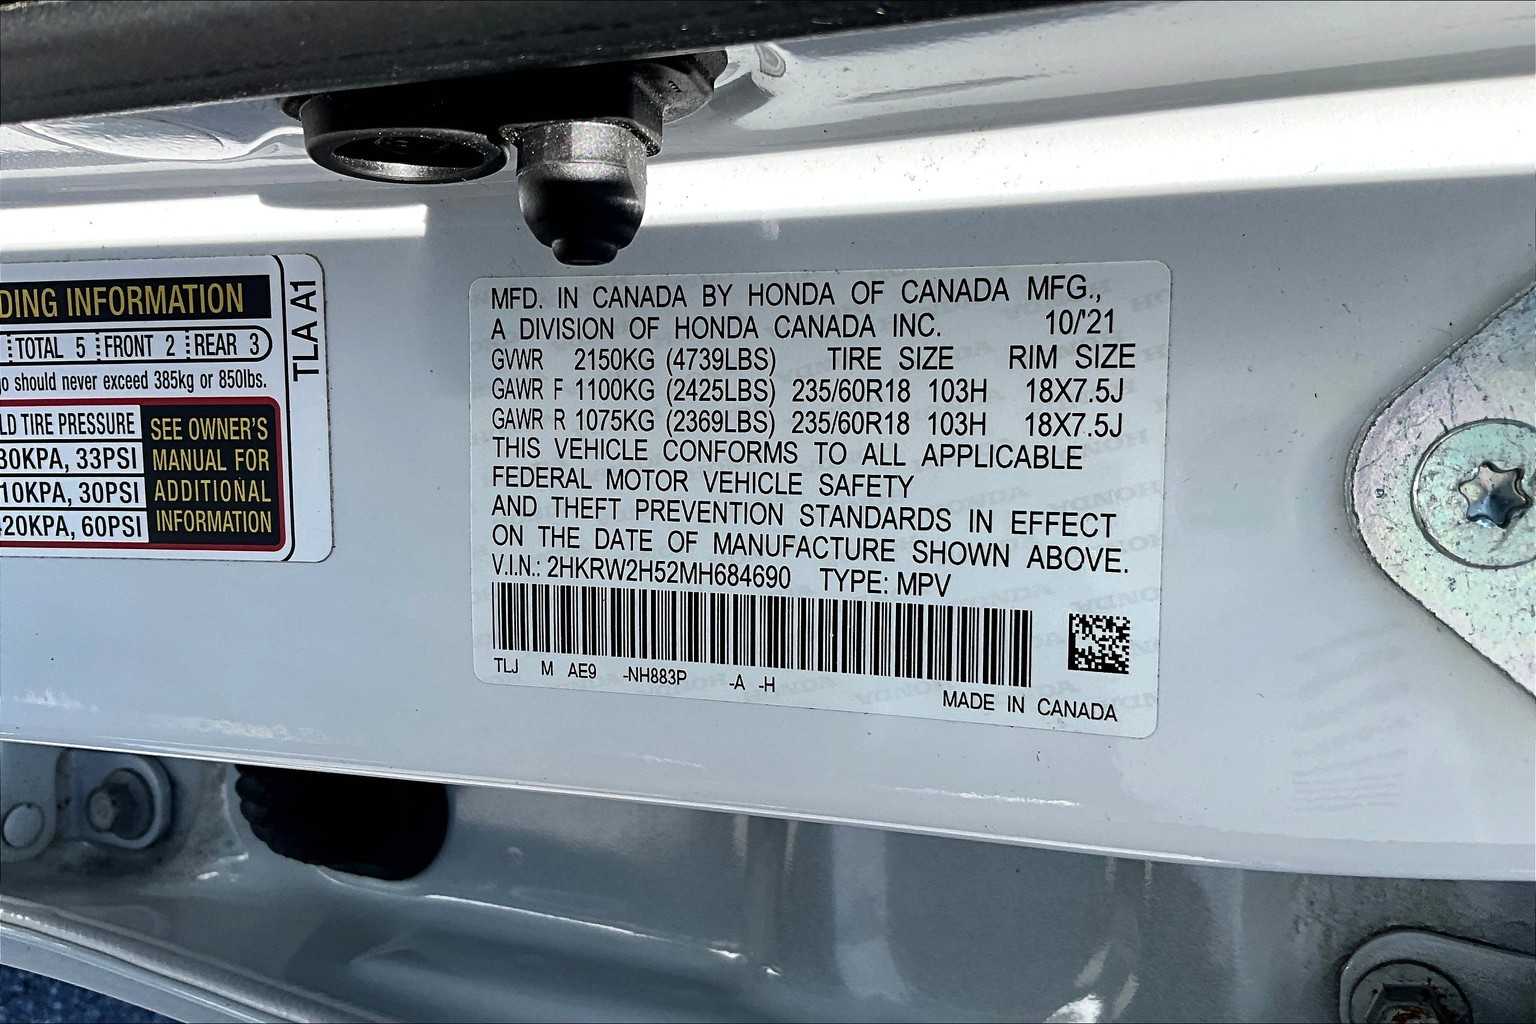 DING INFORMATION
TOTAL 5 FRONT 2 REAR 3
go should never exceed 385kg or 850lbs.
LD TIRE PRESSURE
30KPA, 33PSI
10KPA, 30PSI
420KPA, 60PSI
SEE OWNER'S
MANUAL FOR
ADDITIONAL
INFORMATION
TLA A1
MFD. IN CANADA BY HONDA OF CANADA MFG.,
A DIVISION OF HONDA CANADA INC. 10/'21
GVWR 2150KG (4739LBS) TIRE SIZE RIM SIZE
GAWR F 1100KG (2425LBS) 235/60R18 103H 18X7.5J
GAWR R 1075KG (2369LBS) 235/60R18 103H 18X7.5J
THIS VEHICLE CONFORMS TO ALL APPLICABLE
FEDERAL MOTOR VEHICLE SAFETY
AND THEFT PREVENTION STANDARDS IN EFFECT
ON THE DATE OF MANUFACTURE SHOWN ABOVE.
V.I.N.: 2HKRW2H52MH684690 TYPE: MPV
TLJ M AE9 -NH883P -A -H
MADE IN CANADA